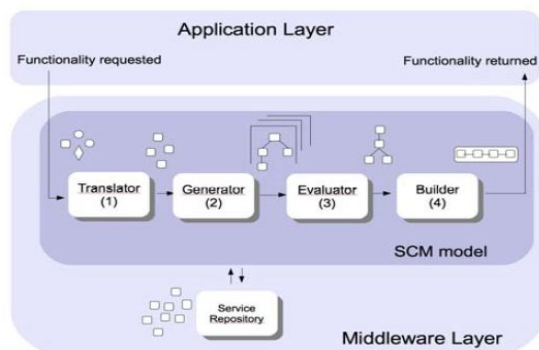 Application Layer
Functionality requested
Functionality returned
Translator
(1)
Generator
(2)
Evaluator
(3)
Builder
(4)
SCM model
Service
Repository
Middleware Layer